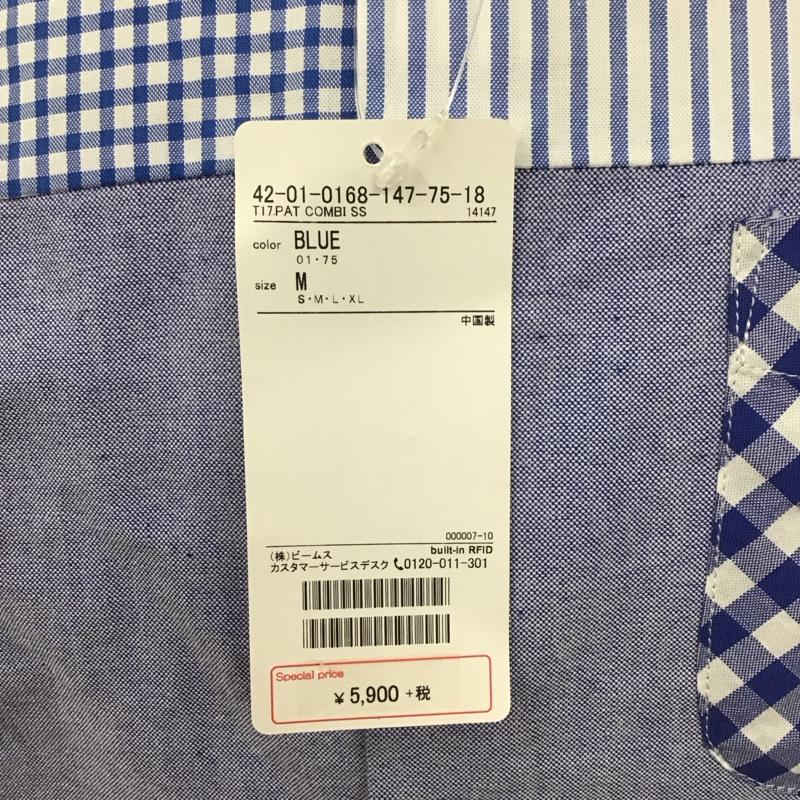 42-01-0168-147-75-18
T17.PAT COMBI SS 14147
color BLUE
01・75
size M
S・M・L・XL
中国製
000007-10
built-in RFID
(株)ビームス
カスタマーサービスデスク 📞0120-011-301
Special price
¥5,900 +税